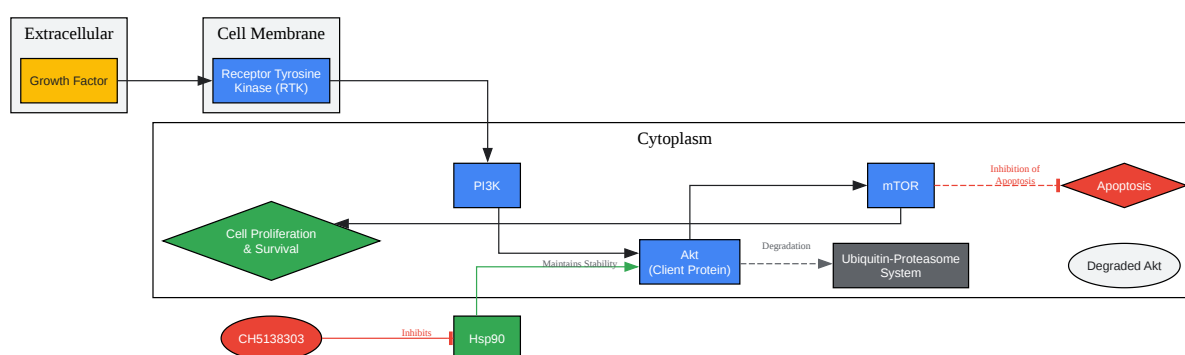 Extracellular
Cell Membrane
Growth Factor
Receptor Tyrosine
Kinase (RTK)
Cytoplasm
PI3K
mTOR
Inhibition of
Apoptosis
Apoptosis
Cell Proliferation
& Survival
Maintains Stability
Akt
(Client Protein)
Degradation
Ubiquitin-Proteasome
System
Degraded Akt
CH5138303
Inhibits
Hsp90